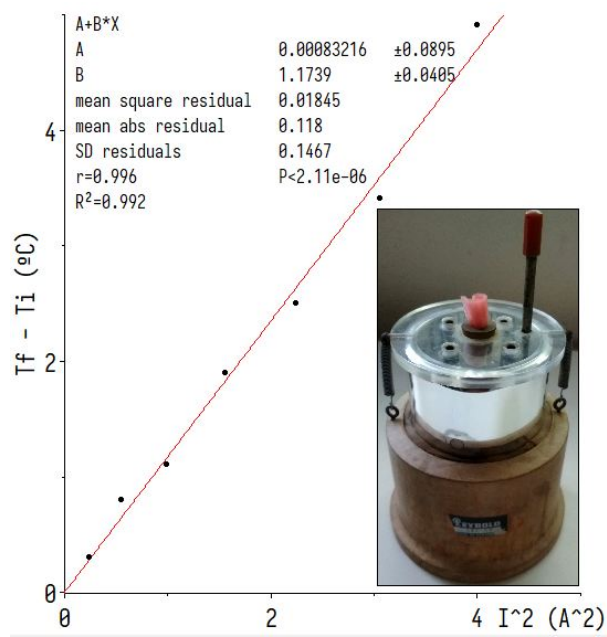 A+B*X
A 0.00083216 ±0.0895
B 1.1739 ±0.0405
mean square residual 0.01845
mean abs residual 0.118
SD residuals 0.1467
r=0.996 P<2.11e-06
R²=0.992
4
Tf - Ti (ºC)
2
0
0 2 4 I^2 (A^2)
LEYBOLD